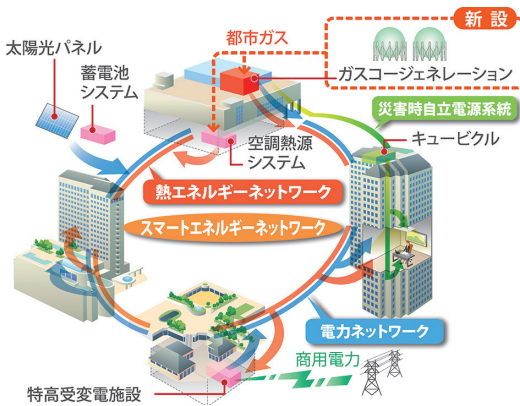 新設
都市ガス
太陽光パネル
蓄電池
システム
ガスコージェネレーション
災害時自立電源系統
キュービクル
空調熱源
システム
熱エネルギーネットワーク
スマートエネルギーネットワーク
電力ネットワーク
商用電力
特高受変電施設